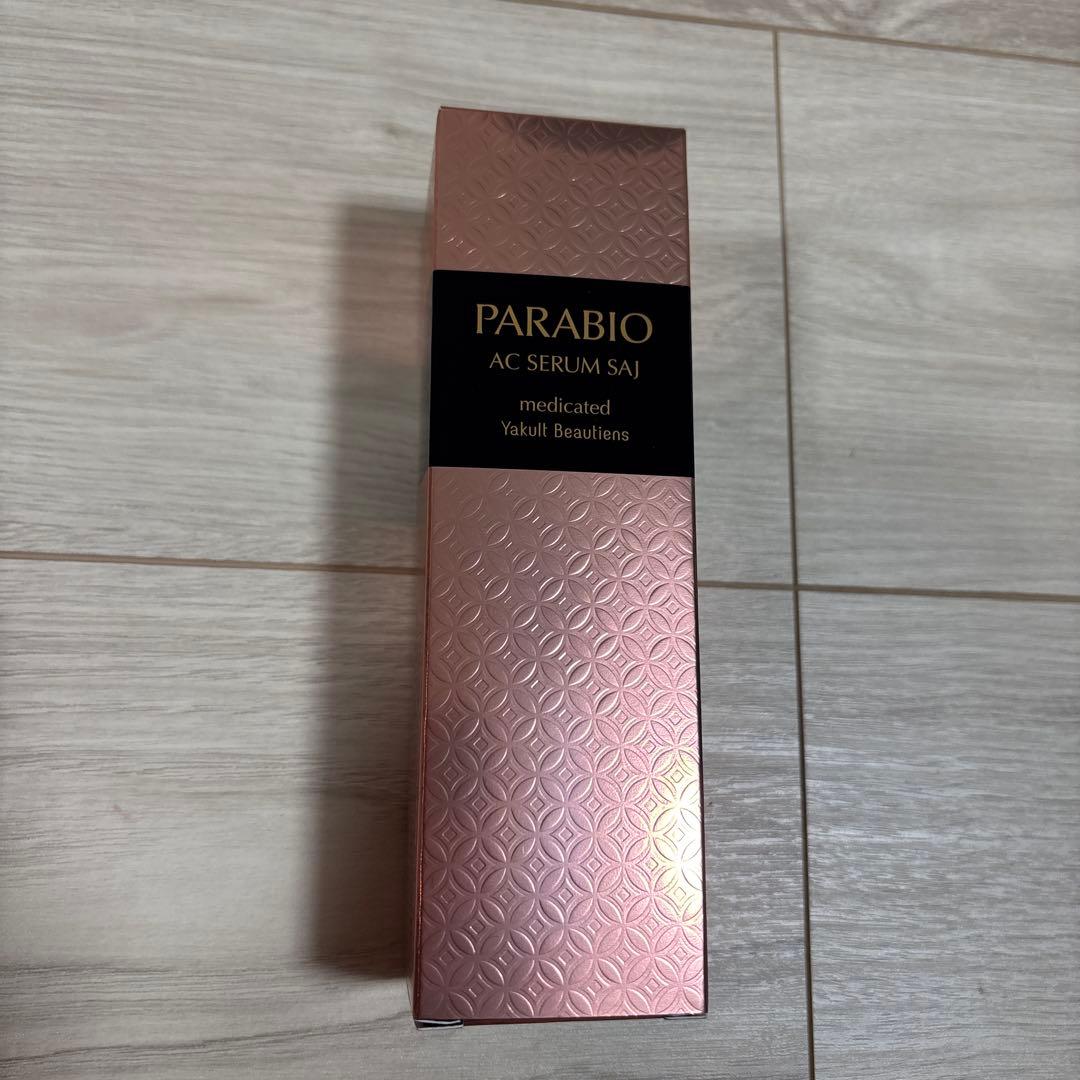 PARABIO
AC SERUM SAJ
medicated
Yakult Beautiens